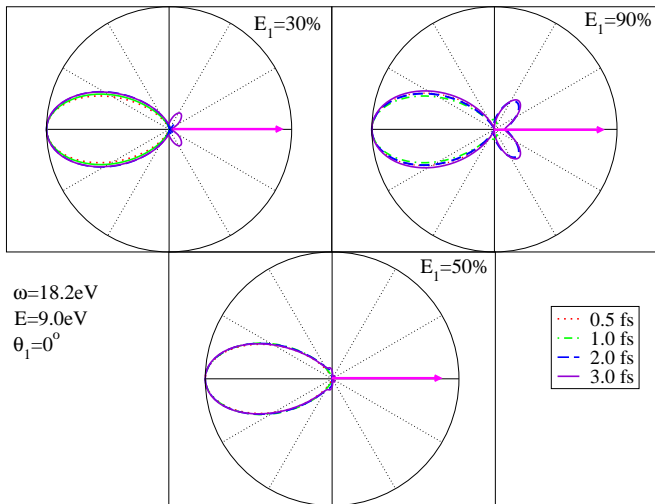 E₁=30%
E₁=90%
E₁=50%
ω=18.2eV
E=9.0eV
θ₁=0°
0.5 fs
1.0 fs
2.0 fs
3.0 fs